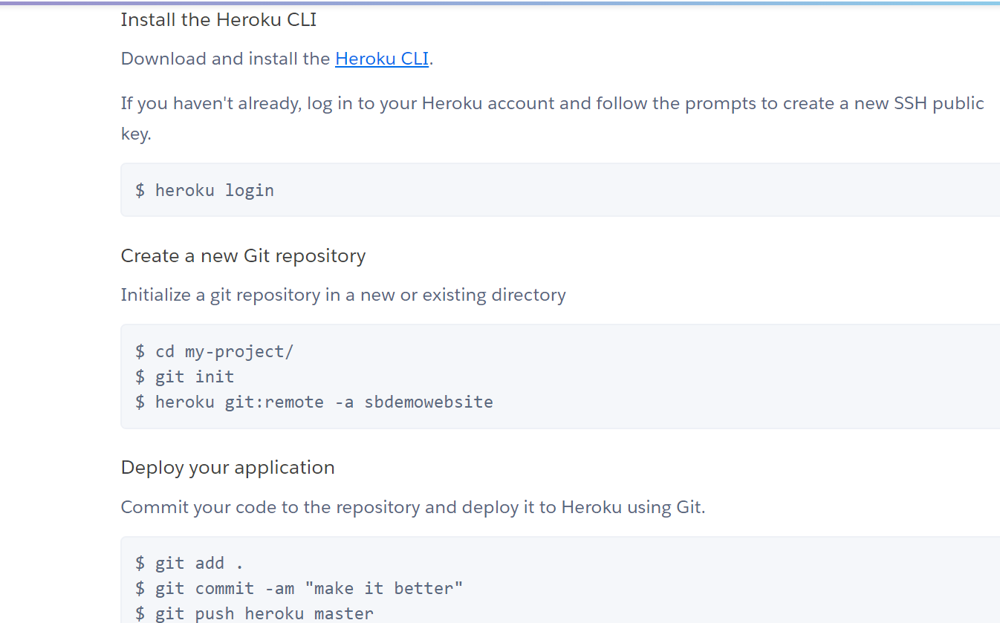 Install the Heroku CLI
Download and install the Heroku CLI.
If you haven't already, log in to your Heroku account and follow the prompts to create a new SSH public
key.
$ heroku login
Create a new Git repository
Initialize a git repository in a new or existing directory
$ cd my-project/
$ git init
$ heroku git:remote -a sbdemowebsite
Deploy your application
Commit your code to the repository and deploy it to Heroku using Git.
$ git add .
$ git commit -am "make it better"
$ git push heroku master